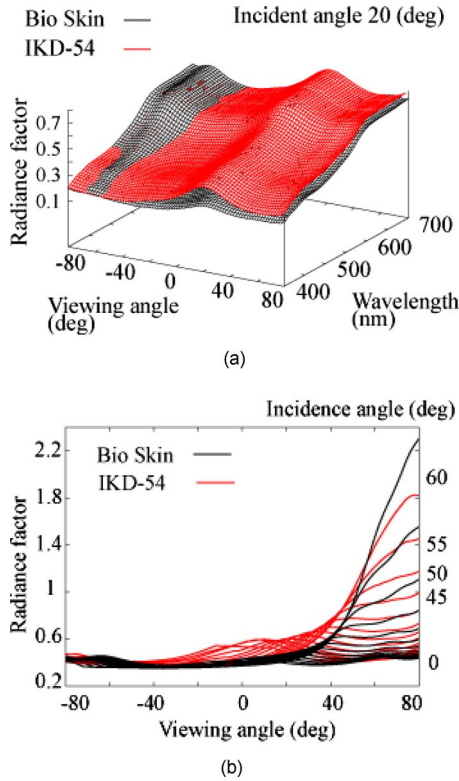 Bio Skin
IKD-54
Incident angle 20 (deg)
Radiance factor
0.7
0.5
0.3
0.1
-80
-40
0
40
80
Viewing angle
(deg)
400
500
600
700
Wavelength
(nm)
(a)
Incidence angle (deg)
Bio Skin
IKD-54
Radiance factor
2.2
1.8
1.4
1
0.6
0.2
60
55
50
45
0
-80
-40
0
40
80
Viewing angle (deg)
(b)